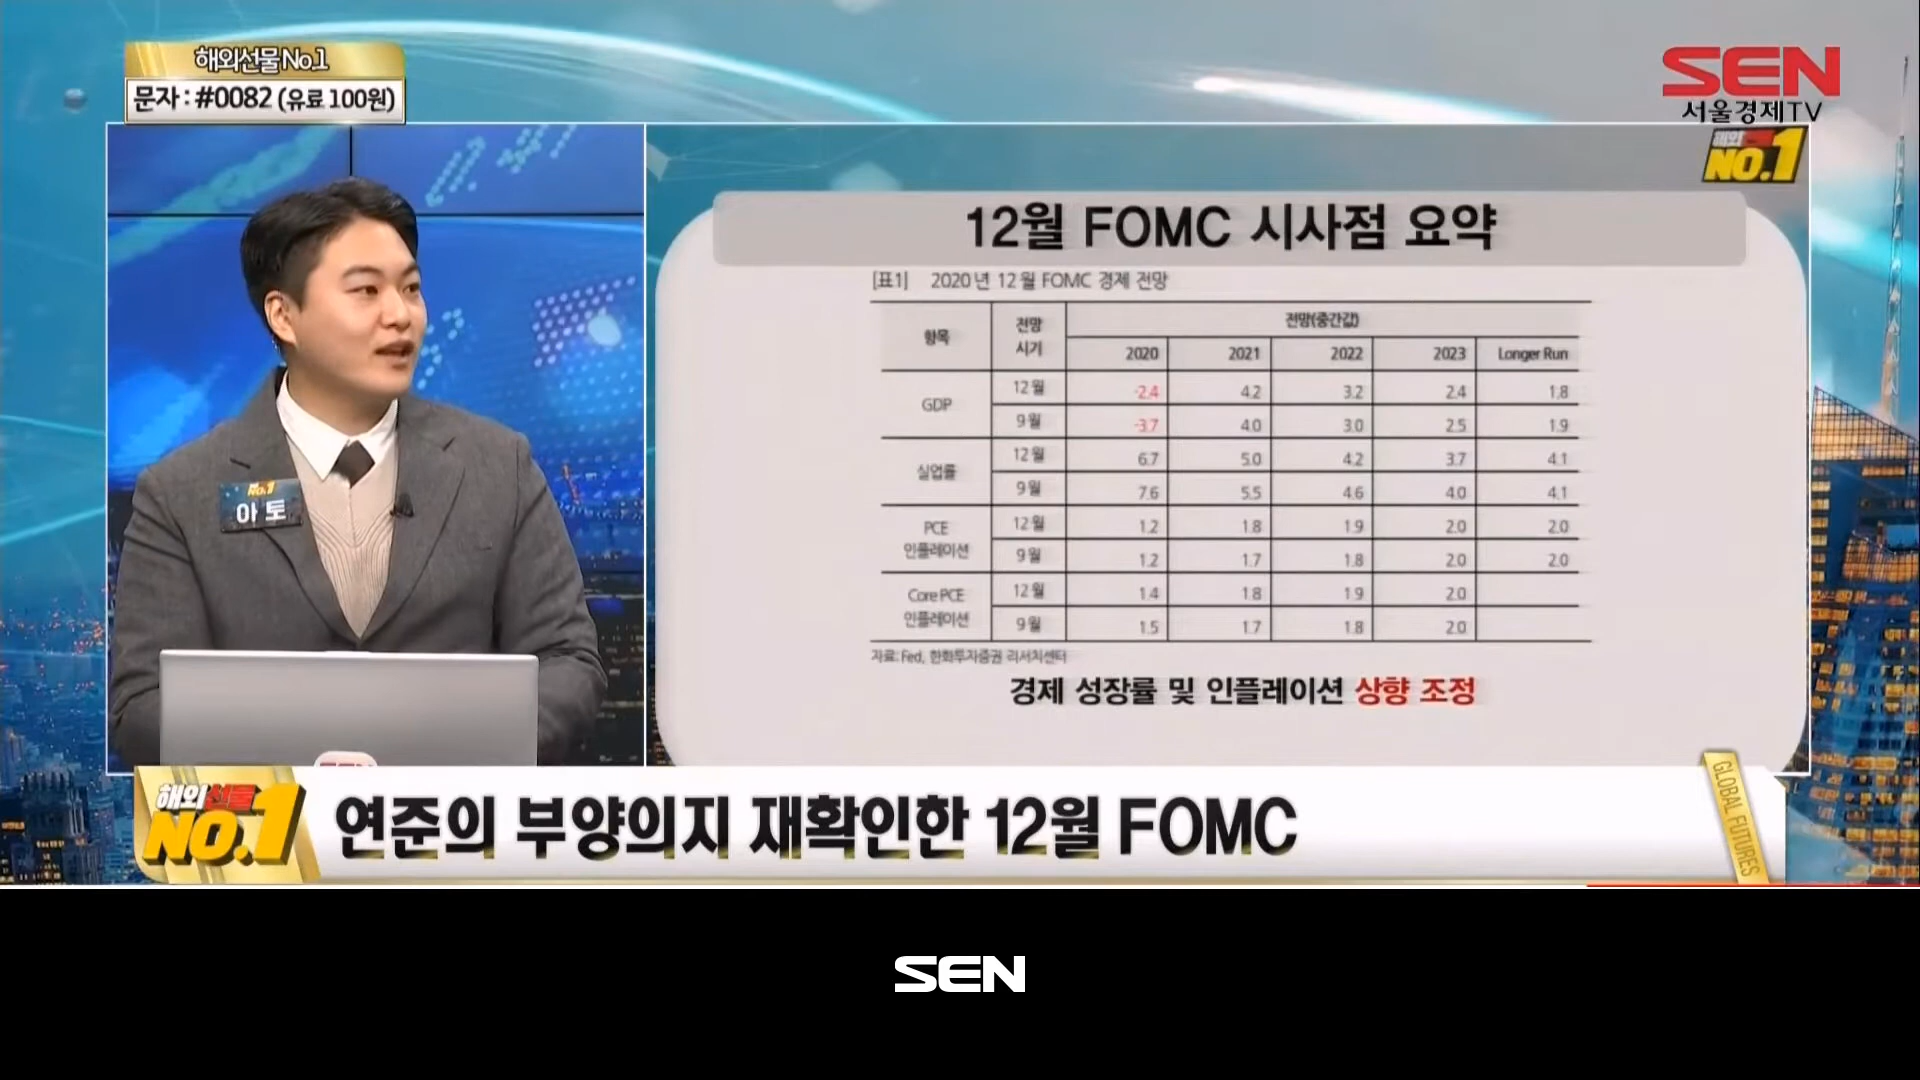 해외선물No.1
문자 : #0082 (유료 100원)
SEN
서울경제TV
해외선물
NO.1
NO.1
아 토
12월 FOMC 시사점 요약
[표1] 2020년 12월 FOMC 경제 전망
항목 전망 시기 전망(중간값)
2020 2021 2022 2023 Longer Run
GDP 12월 -2.4 4.2 3.2 2.4 1.8
9월 -3.7 4.0 3.0 2.5 1.9
실업률 12월 6.7 5.0 4.2 3.7 4.1
9월 7.6 5.5 4.6 4.0 4.1
PCE 인플레이션 12월 1.2 1.8 1.9 2.0 2.0
9월 1.2 1.7 1.8 2.0 2.0
Core PCE 인플레이션 12월 1.4 1.8 1.9 2.0
9월 1.5 1.7 1.8 2.0
자료: Fed, 한화투자증권 리서치센터
경제 성장률 및 인플레이션 상향 조정
해외선물
NO.1
연준의 부양의지 재확인한 12월 FOMC
GLOBAL FUTURES
SEN